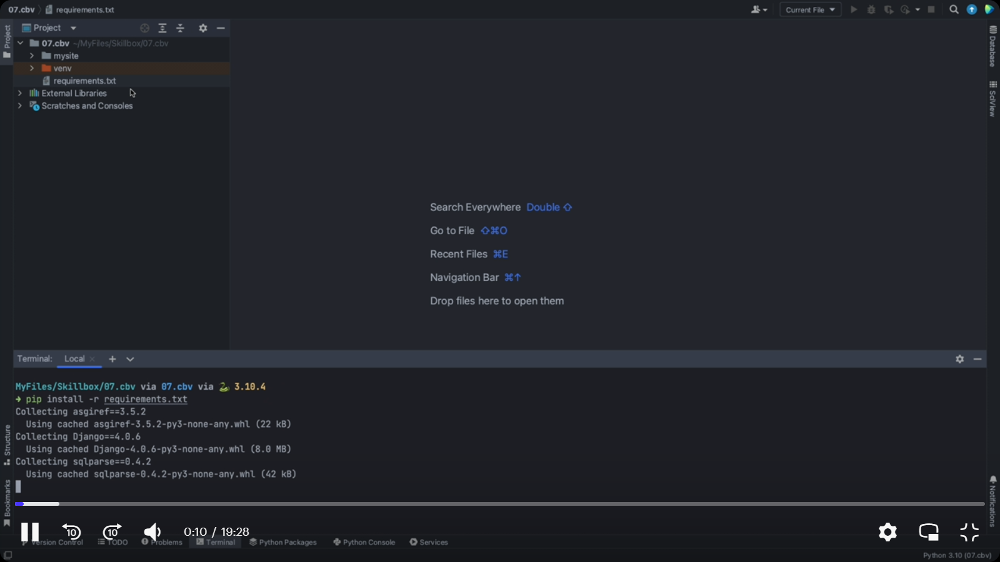 07.cbv requirements.txt
Current File
Project
Project
07.cbv ~/MyFiles/Skillbox/07.cbv
mysite
venv
requirements.txt
External Libraries
Scratches and Consoles
Database
SciView
Search Everywhere Double ⇧
Go to File ⇧⌘O
Recent Files ⌘E
Navigation Bar ⌘↑
Drop files here to open them
Terminal: Local × +
MyFiles/Skillbox/07.cbv via 07.cbv via 🐍 3.10.4
➜ pip install -r requirements.txt
Collecting asgiref==3.5.2
Using cached asgiref-3.5.2-py3-none-any.whl (22 kB)
Collecting Django==4.0.6
Using cached Django-4.0.6-py3-none-any.whl (8.0 MB)
Collecting sqlparse==0.4.2
Using cached sqlparse-0.4.2-py3-none-any.whl (42 kB)
Structure
Bookmarks
Notifications
10 10 0:10 / 19:28
Version Control TODO Problems Terminal Python Packages Python Console Services
Python 3.10 (07.cbv)